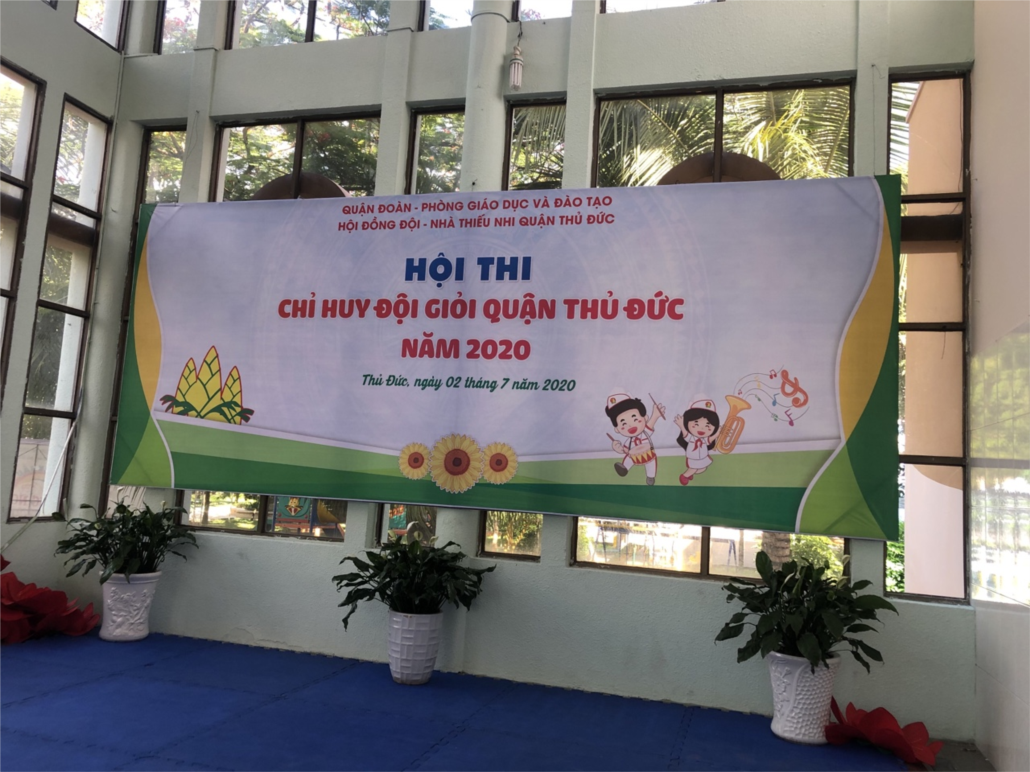 QUẬN ĐOÀN - PHÒNG GIÁO DỤC VÀ ĐÀO TẠO
HỘI ĐỒNG ĐỘI - NHÀ THIẾU NHI QUẬN THỦ ĐỨC
HỘI THI
CHỈ HUY ĐỘI GIỎI QUẬN THỦ ĐỨC
NĂM 2020
Thủ Đức, ngày 02 tháng 7 năm 2020